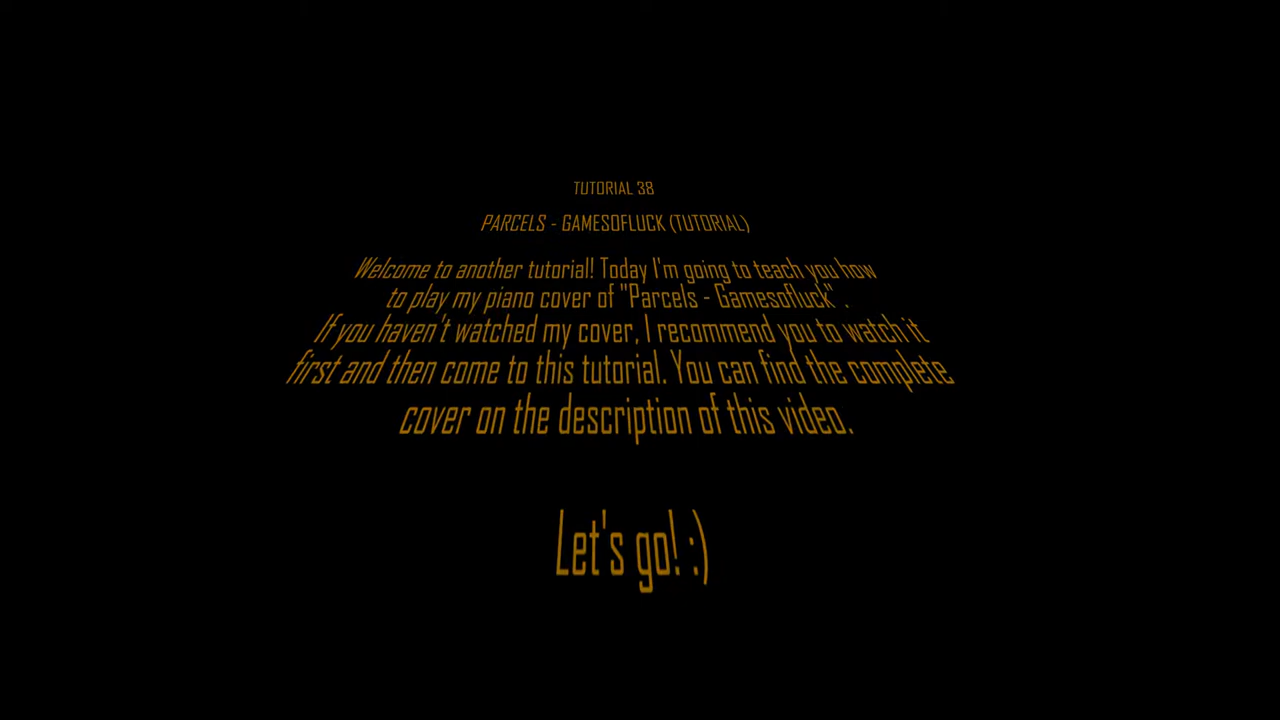 TUTORIAL 38
PARCELS - GAMESOFLUCK (TUTORIAL)
Welcome to another tutorial! Today I'm going to teach you how
to play my piano cover of "Parcels - Gamesofluck" .
If you haven't watched my cover, I recommend you to watch it
first and then come to this tutorial. You can find the complete
cover on the description of this video.
Let's go! :)